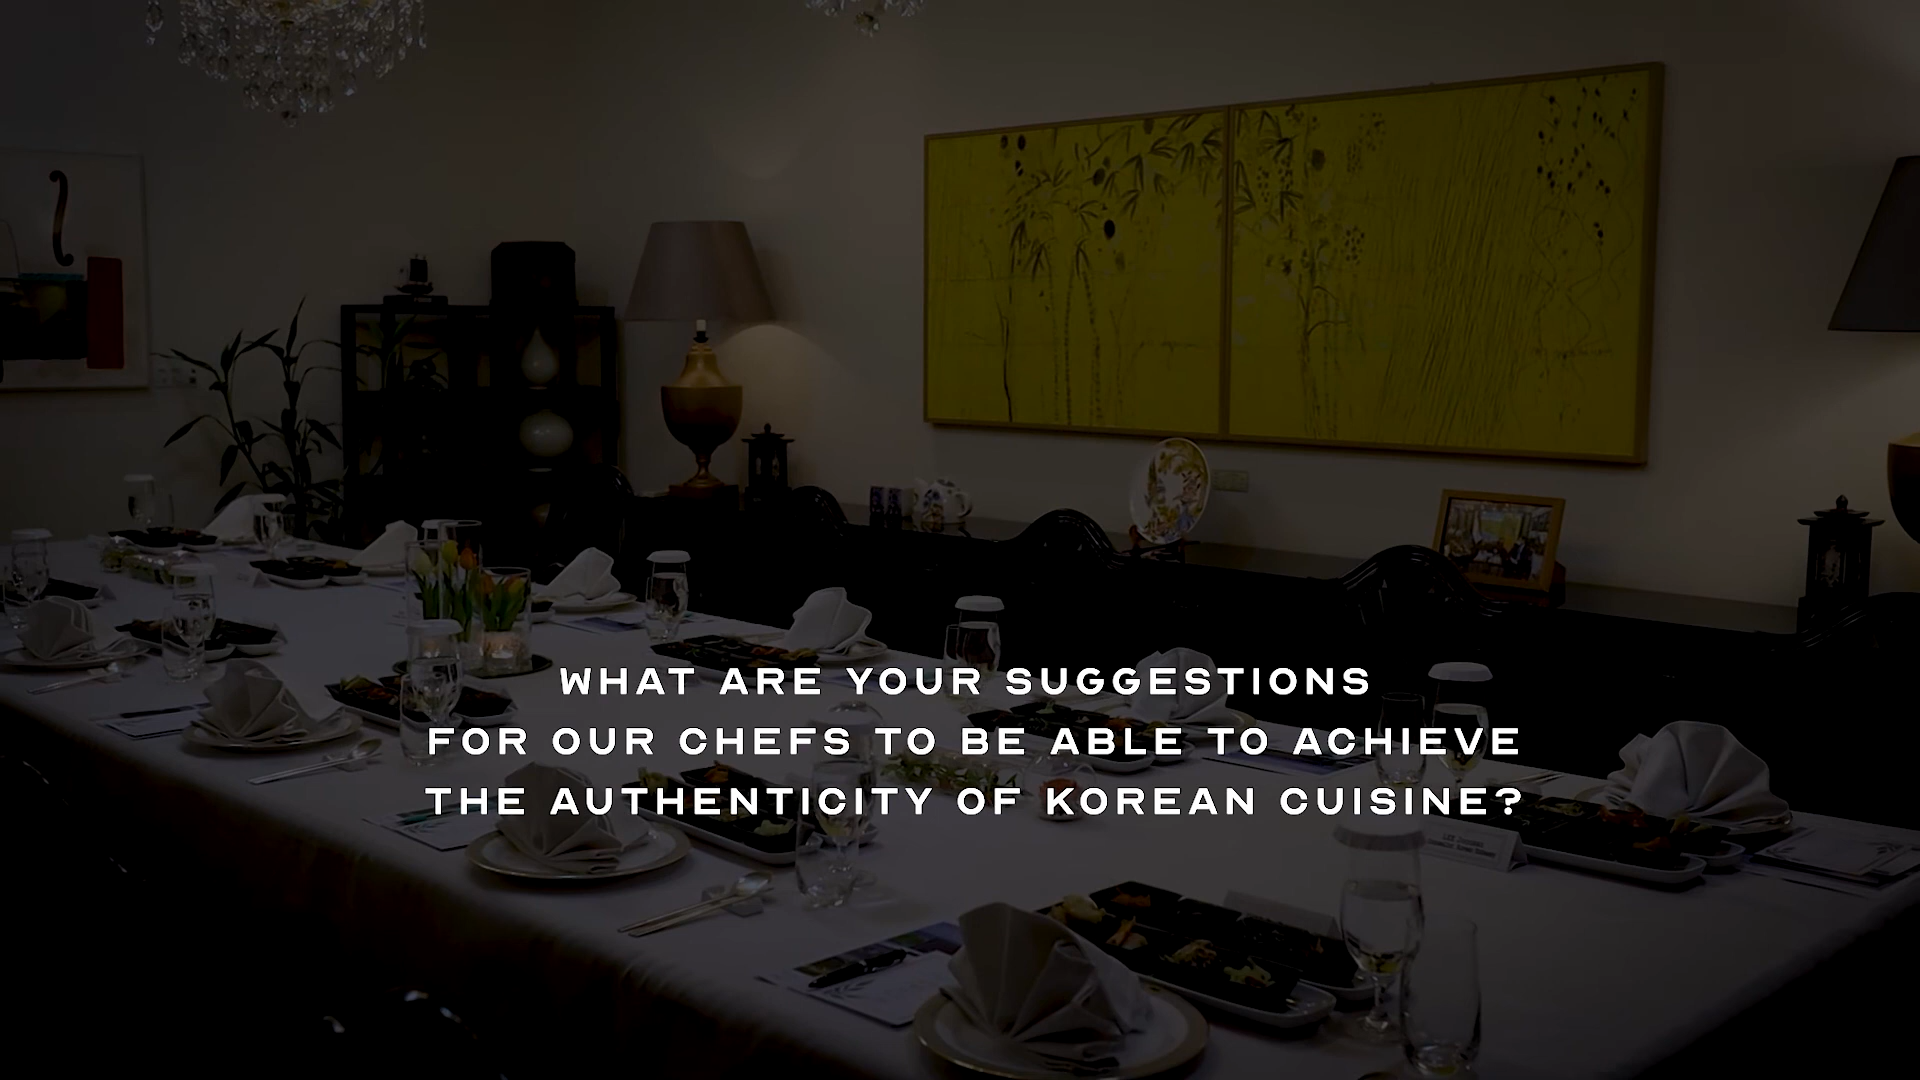 WHAT ARE YOUR SUGGESTIONS
FOR OUR CHEFS TO BE ABLE TO ACHIEVE
THE AUTHENTICITY OF KOREAN CUISINE?